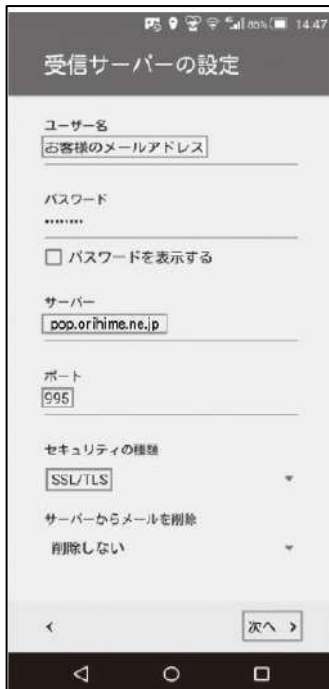 85% 14:47
受信サーバーの設定
ユーザー名
お客様のメールアドレス
パスワード
········
パスワードを表示する
サーバー
pop.orihime.ne.jp
ポート
995
セキュリティの種類
SSL/TLS
サーバーからメールを削除
削除しない
次へ